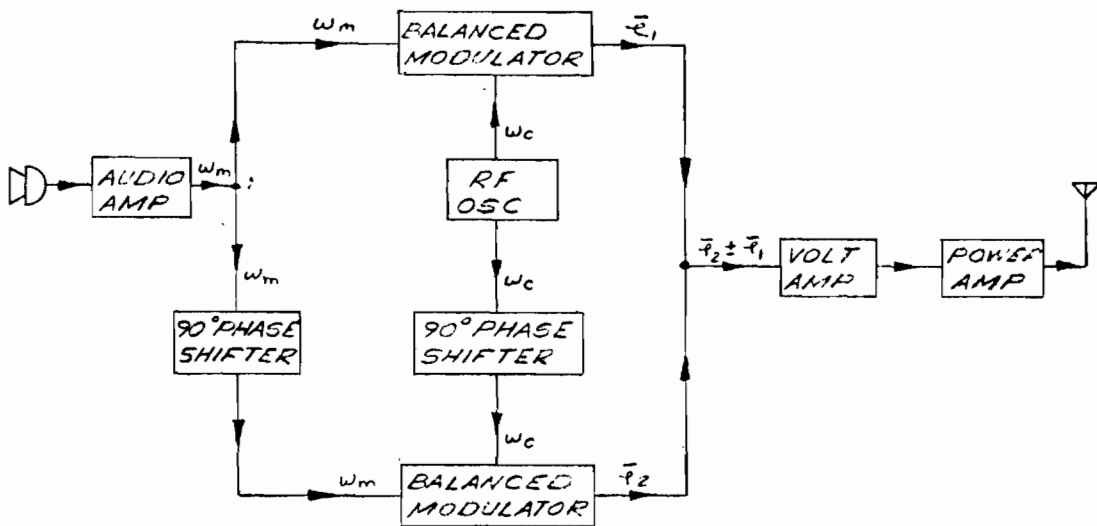 ωm
BALANCED
MODULATOR
ē1
ωc
AUDIO
AMP
ωm
RF
OSC
ωm
ωc
ē2 ± ē1
VOLT
AMP
POWER
AMP
90° PHASE
SHIFTER
90° PHASE
SHIFTER
ωc
ωm
BALANCED
MODULATOR
ē2